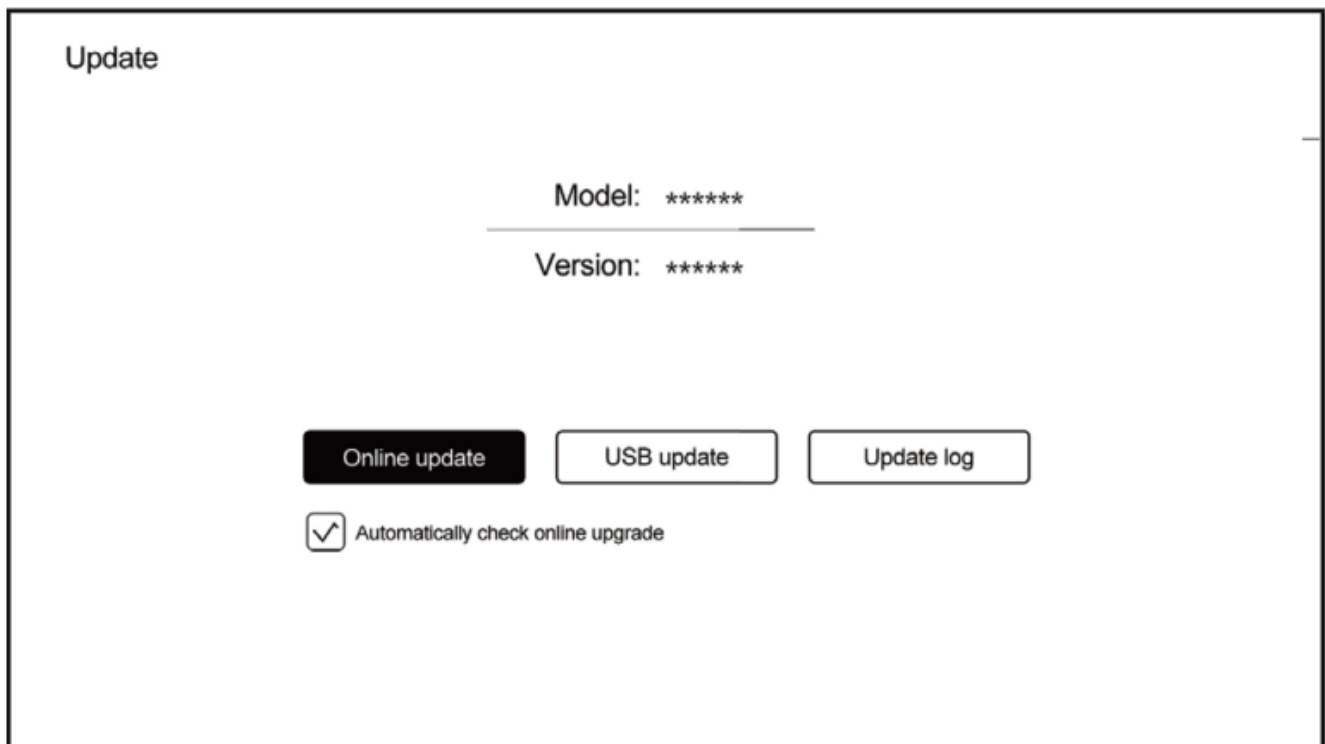 Update
Model: ******
Version: ******
Online update
USB update
Update log
Automatically check online upgrade